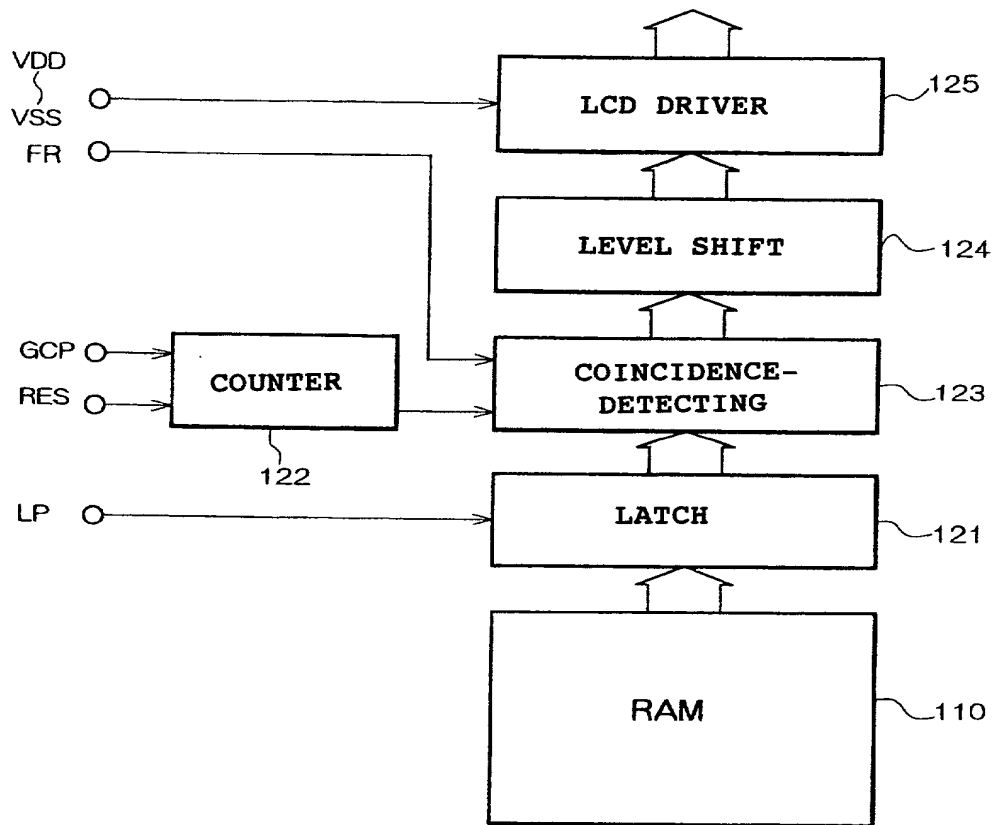 VDD
VSS
FR
LCD DRIVER
125
LEVEL SHIFT
124
GCP
RES
COUNTER
122
COINCIDENCE-
DETECTING
123
LP
LATCH
121
RAM
110